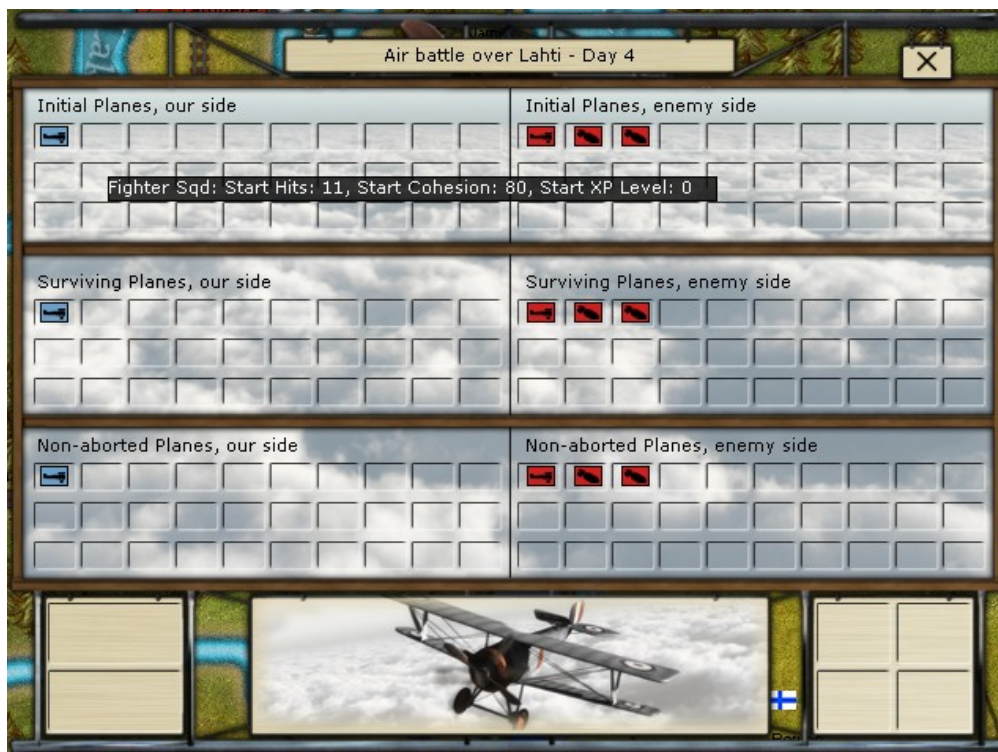 Air battle over Lahti - Day 4
Initial Planes, our side
Initial Planes, enemy side
Fighter Sqd: Start Hits: 11, Start Cohesion: 80, Start XP Level: 0
Surviving Planes, our side
Surviving Planes, enemy side
Non-aborted Planes, our side
Non-aborted Planes, enemy side